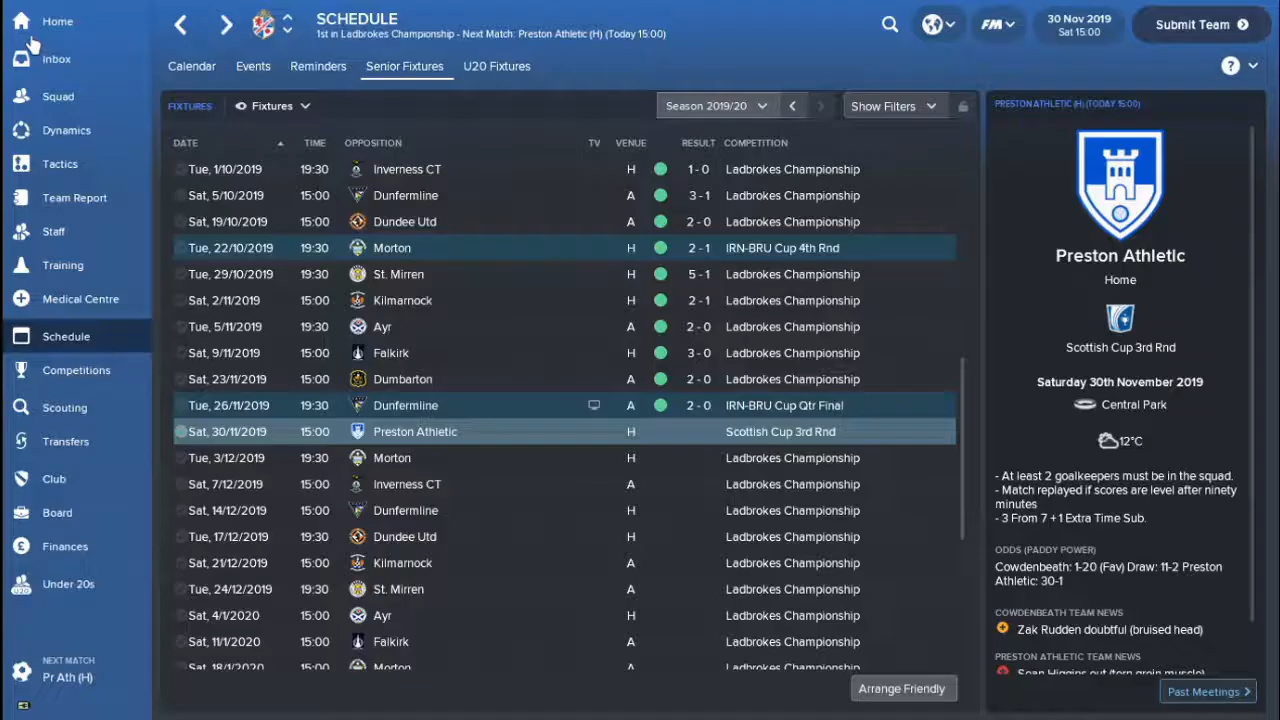 Home
Inbox
Squad
Dynamics
Tactics
Team Report
Staff
Training
Medical Centre
Schedule
Competitions
Scouting
Transfers
Club
Board
Finances
Under 20s
NEXT MATCH
Pr Ath (H)
SCHEDULE
1st in Ladbrokes Championship - Next Match: Preston Athletic (H) (Today 15:00)
FM
30 Nov 2019
Sat 15:00
Submit Team
Calendar Events Reminders Senior Fixtures U20 Fixtures
?
FIXTURES Fixtures Season 2019/20 Show Filters
DATE TIME OPPOSITION TV VENUE RESULT COMPETITION
Tue, 1/10/2019 19:30 Inverness CT H 1 - 0 Ladbrokes Championship
Sat, 5/10/2019 15:00 Dunfermline A 3 - 1 Ladbrokes Championship
Sat, 19/10/2019 15:00 Dundee Utd A 2 - 0 Ladbrokes Championship
Tue, 22/10/2019 19:30 Morton H 2 - 1 IRN-BRU Cup 4th Rnd
Tue, 29/10/2019 19:30 St. Mirren H 5 - 1 Ladbrokes Championship
Sat, 2/11/2019 15:00 Kilmarnock H 2 - 1 Ladbrokes Championship
Tue, 5/11/2019 19:30 Ayr A 2 - 0 Ladbrokes Championship
Sat, 9/11/2019 15:00 Falkirk H 3 - 0 Ladbrokes Championship
Sat, 23/11/2019 15:00 Dumbarton A 2 - 0 Ladbrokes Championship
Tue, 26/11/2019 19:30 Dunfermline A 2 - 0 IRN-BRU Cup Qtr Final
Sat, 30/11/2019 15:00 Preston Athletic H Scottish Cup 3rd Rnd
Tue, 3/12/2019 19:30 Morton H Ladbrokes Championship
Sat, 7/12/2019 15:00 Inverness CT A Ladbrokes Championship
Sat, 14/12/2019 15:00 Dunfermline H Ladbrokes Championship
Tue, 17/12/2019 19:30 Dundee Utd H Ladbrokes Championship
Sat, 21/12/2019 15:00 Kilmarnock A Ladbrokes Championship
Tue, 24/12/2019 19:30 St. Mirren A Ladbrokes Championship
Sat, 4/1/2020 15:00 Ayr H Ladbrokes Championship
Sat, 11/1/2020 15:00 Falkirk A Ladbrokes Championship
Sat, 18/1/2020 15:00 Morton A Ladbrokes Championship
Arrange Friendly
PRESTON ATHLETIC (H) (TODAY 15:00)
Preston Athletic
Home
Scottish Cup 3rd Rnd
Saturday 30th November 2019
Central Park
12°C
- At least 2 goalkeepers must be in the squad.
- Match replayed if scores are level after ninety
minutes
- 3 From 7 + 1 Extra Time Sub.
ODDS (PADDY POWER)
Cowdenbeath: 1-20 (Fav) Draw: 11-2 Preston
Athletic: 30-1
COWDENBEATH TEAM NEWS
Zak Rudden doubtful (bruised head)
PRESTON ATHLETIC TEAM NEWS
Sean Higgins out (torn groin muscle)
Past Meetings